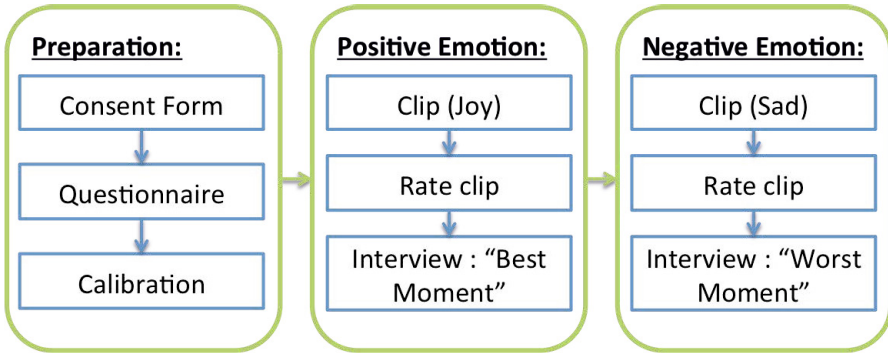 Preparation:
Consent Form
Questionnaire
Calibration
Positive Emotion:
Clip (Joy)
Rate clip
Interview : “Best
Moment”
Negative Emotion:
Clip (Sad)
Rate clip
Interview : “Worst
Moment”